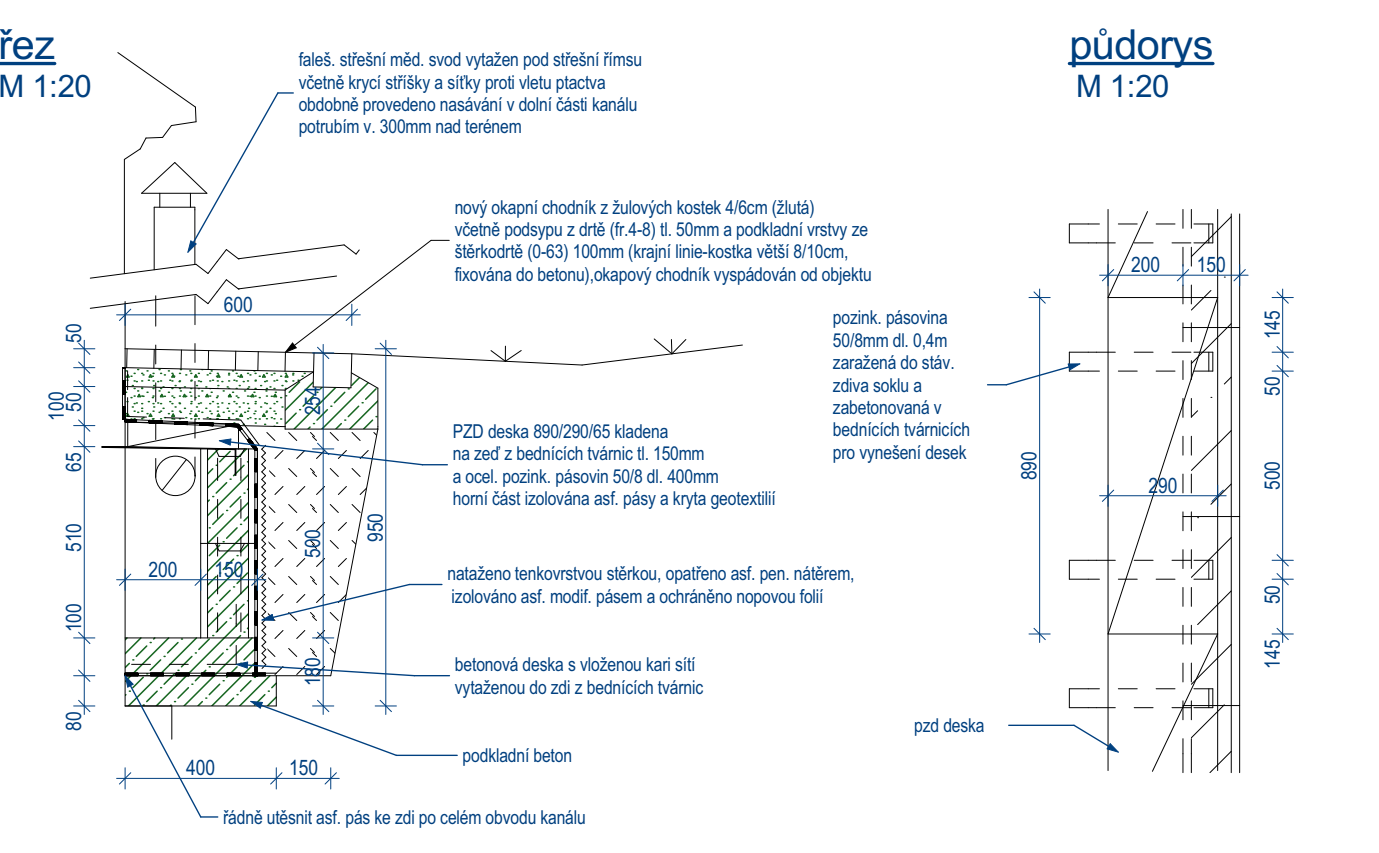 řez
M 1:20
faleš. střešní měd. svod vytažen pod střešní římsu
včetně krycí stříšky a síťky proti vletu ptactva
obdobně provedeno nasávání v dolní části kanálu
potrubím v. 300mm nad terénem
nový okapní chodník z žulových kostek 4/6cm (žlutá)
včetně podsypu z drtě (fr.4-8) tl. 50mm a podkladní vrstvy ze
štěrkodrtě (0-63) 100mm (krajní linie-kostka větší 8/10cm,
fixována do betonu),okapový chodník vyspádován od objektu
600
50
50
100
65
510
100
80
254
500
180
950
200
150
400
150
PZD deska 890/290/65 kladena
na zeď z bednících tvárnic tl. 150mm
a ocel. pozink. pásovin 50/8 dl. 400mm
horní část izolována asf. pásy a kryta geotextilií
nataženo tenkovrstvou stěrkou, opatřeno asf. pen. nátěrem,
izolováno asf. modif. pásem a ochráněno nopovou folií
betonová deska s vloženou kari sítí
vytaženou do zdi z bednících tvárnic
podkladní beton
řádně utěsnit asf. pás ke zdi po celém obvodu kanálu
půdorys
M 1:20
200
150
pozink. pásovina
50/8mm dl. 0,4m
zaražená do stáv.
zdiva soklu a
zabetonovaná v
bednících tvárnicích
pro vynešení desek
890
290
145
50
500
50
145
pzd deska